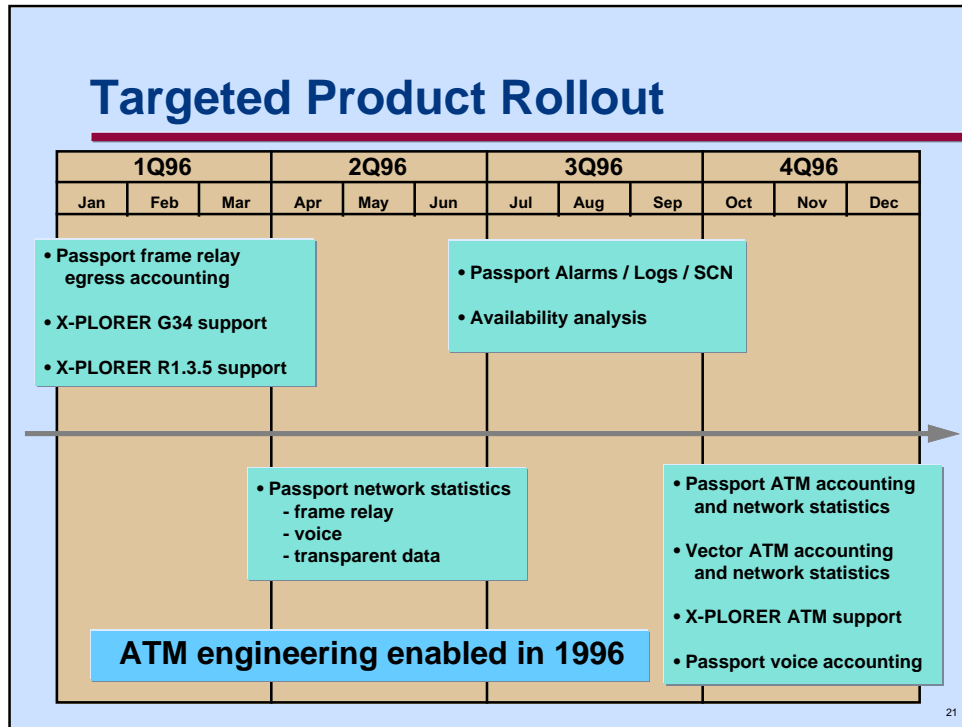 Targeted Product Rollout
1Q96 2Q96 3Q96 4Q96
Jan Feb Mar Apr May Jun Jul Aug Sep Oct Nov Dec
• Passport frame relay
egress accounting
• X-PLORER G34 support
• X-PLORER R1.3.5 support
• Passport Alarms / Logs / SCN
• Availability analysis
• Passport network statistics
- frame relay
- voice
- transparent data
• Passport ATM accounting
and network statistics
• Vector ATM accounting
and network statistics
• X-PLORER ATM support
• Passport voice accounting
ATM engineering enabled in 1996
21